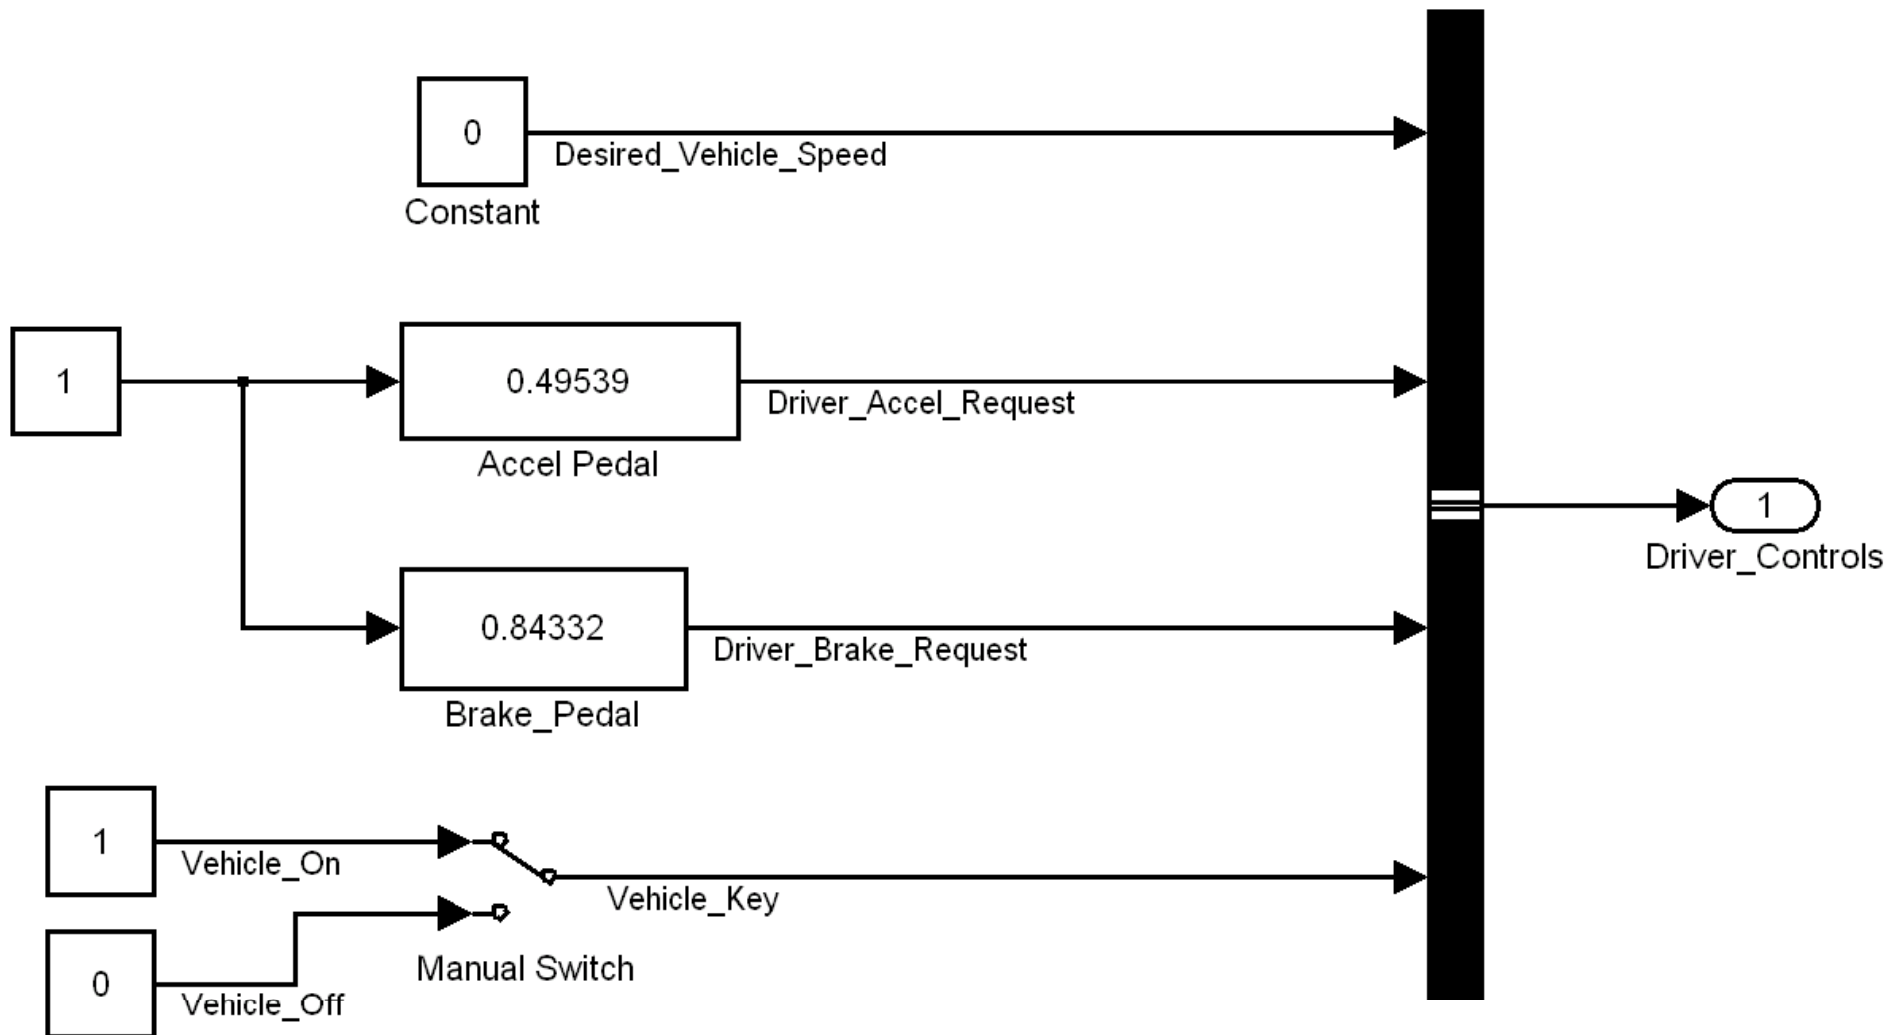 0
Desired_Vehicle_Speed
Constant
1
0.49539
Driver_Accel_Request
Accel Pedal
1
Driver_Controls
0.84332
Driver_Brake_Request
Brake_Pedal
1
Vehicle_On
Vehicle_Key
Manual Switch
0
Vehicle_Off